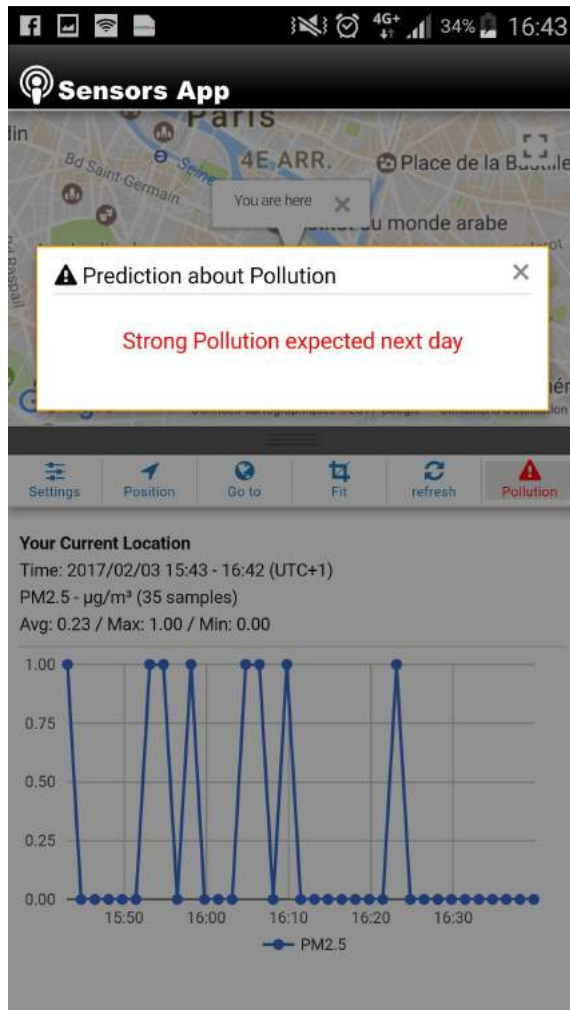 4G+ 34% 16:43
Sensors App
Paris
Bd Saint-Germain
Seine
4E ARR.
Place de la
You are here
du monde arabe
Raspail
Prediction about Pollution
Strong Pollution expected next day
Settings Position Go to Fit refresh Pollution
Your Current Location
Time: 2017/02/03 15:43 - 16:42 (UTC+1)
PM2.5 - µg/m³ (35 samples)
Avg: 0.23 / Max: 1.00 / Min: 0.00
1.00
0.75
0.50
0.25
0.00
15:50 16:00 16:10 16:20 16:30
PM2.5